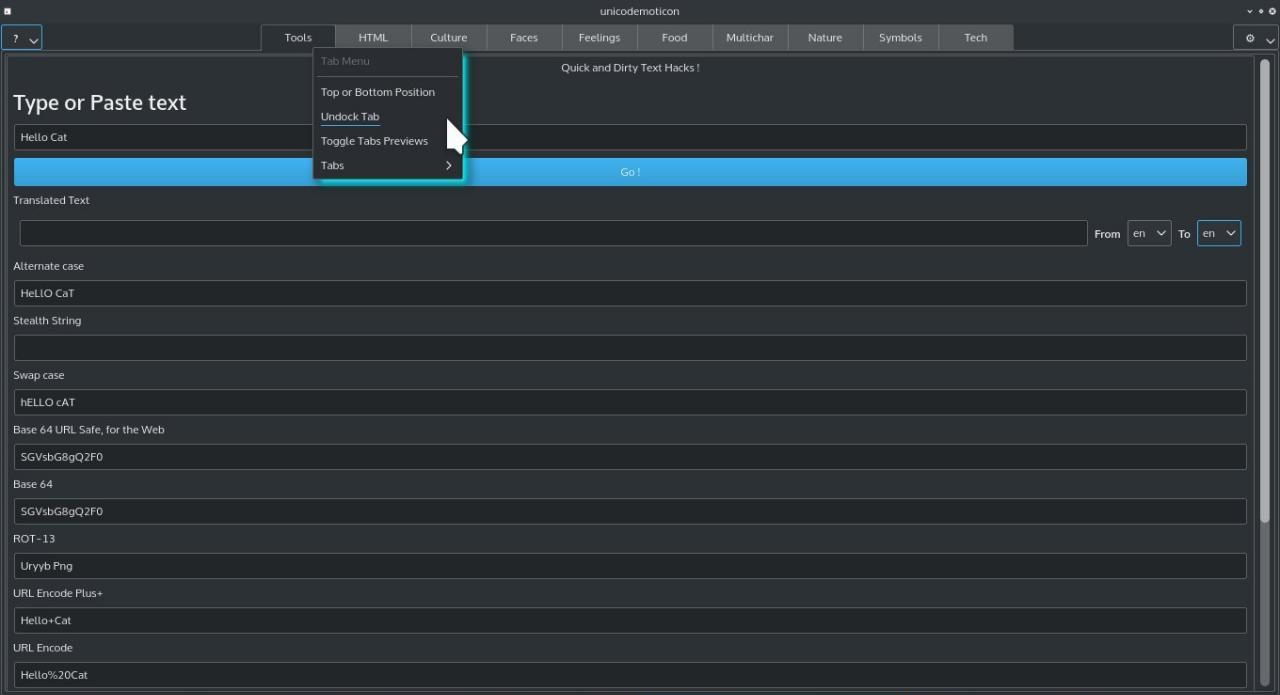 unicodemoticon
?
Tools HTML Culture Faces Feelings Food Multichar Nature Symbols Tech
Tab Menu
Top or Bottom Position
Undock Tab
Toggle Tabs Previews
Tabs
Quick and Dirty Text Hacks !
Type or Paste text
Hello Cat
Go !
Translated Text
From en To en
Alternate case
HeLlO CaT
Stealth String
Swap case
hELLO cAT
Base 64 URL Safe, for the Web
SGVsbG8gQ2F0
Base 64
SGVsbG8gQ2F0
ROT-13
Uryyb Png
URL Encode Plus+
Hello+Cat
URL Encode
Hello%20Cat